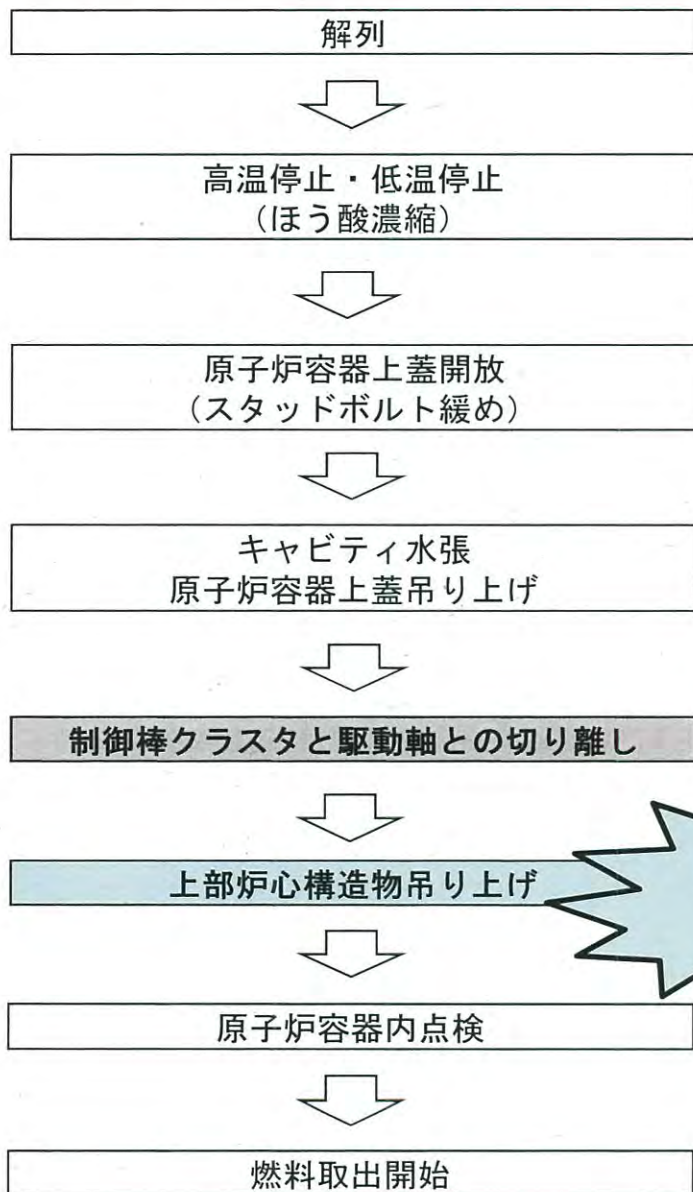 解列
高温停止・低温停止
(ほう酸濃縮)
原子炉容器上蓋開放
(スタッドボルト緩め)
キャビティ水張
原子炉容器上蓋吊り上げ
制御棒クラスタと駆動軸との切り離し
上部炉心構造物吊り上げ
原子炉容器内点検
燃料取出開始